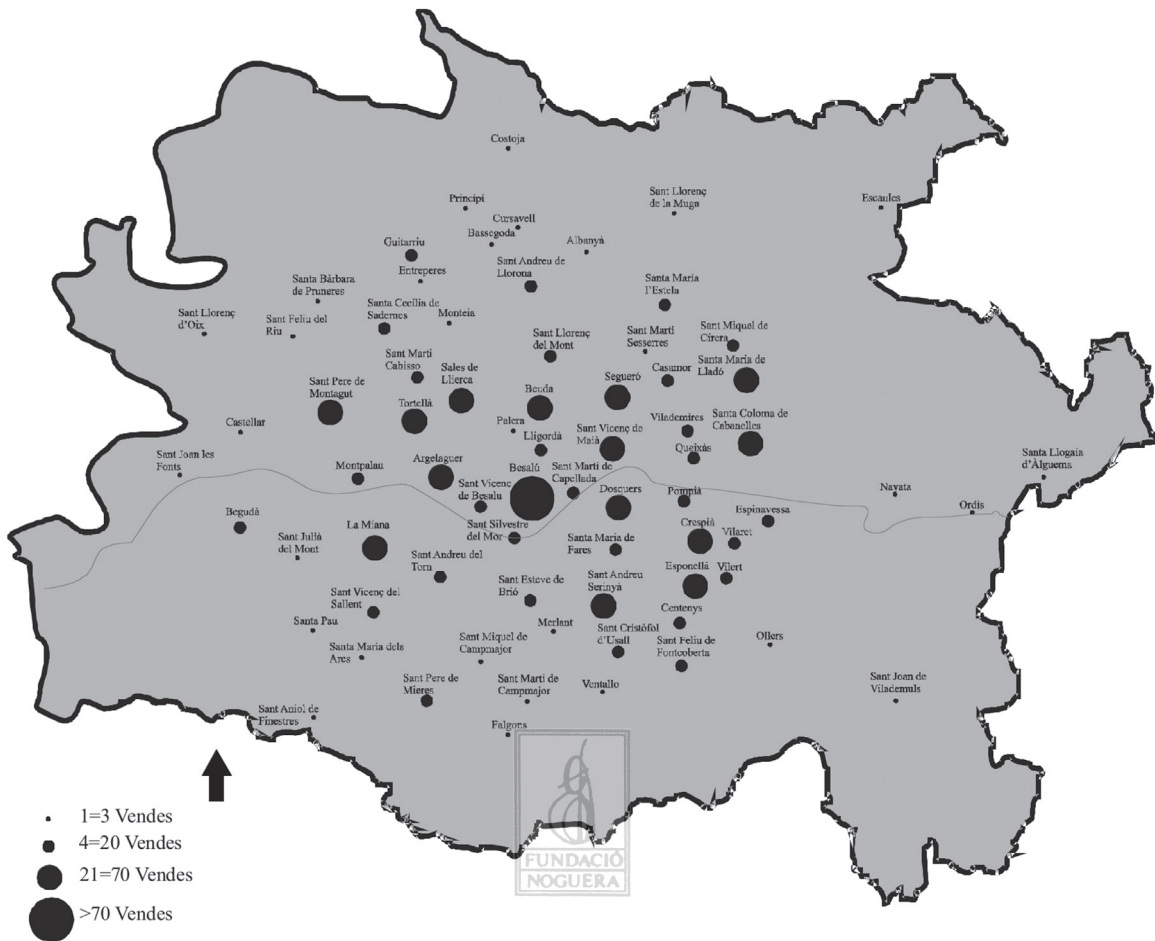 Costoja
Príncipi
Sant Llorenç
de la Muga
Escaules
Cursavell
Bassegoda
Albanyà
Guitarriu
Entreperes
Sant Andreu de
Llorona
Santa Bàrbara
de Pruneres
Santa Maria
l’Estela
Sant Llorenç
d’Oix
Sant Feliu del
Riu
Santa Cecília de
Sadernes
Monteia
Sant Llorenç
del Mont
Sant Martí
Sesserres
Sant Miquel de
Cirera
Sant Martí
Cabisso
Sales de
Llierca
Santa Maria de
Lladó
Sant Pere de
Montagut
Tortellà
Beuda
Segueró
Casamor
Castellar
Palera
Lligordà
Sant Vicenç de
Maià
Vilademires
Santa Coloma de
Cabanelles
Queixàs
Sant Joan les
Fonts
Montpalau
Argelaguer
Sant Vicenç
de Besalu
Besalú
Sant Martí de
Capellada
Santa Llogaia
d’Àlguema
Dosquers
Pompià
Navata
Ordis
Begudà
La Miana
Sant Silvestre
del Mor
Crespià
Espinavessa
Vilaret
Sant Julià
del Mont
Sant Andreu del
Torn
Santa Maria de
Fares
Esponellà
Vilert
Sant Vicenç del
Sallent
Sant Esteve de
Brió
Sant Andreu
Serinyà
Centenys
Santa Pau
Merlant
Santa Maria dels
Arcs
Sant Miquel de
Campmajor
Sant Cristòfol
d’Usall
Sant Feliu de
Fontcoberta
Ollers
Sant Pere de
Mieres
Sant Martí de
Campmajor
Ventallo
Sant Joan de
Vilademuls
Sant Aniol de
Finestres
Falgons
1=3 Vendes
4=20 Vendes
21=70 Vendes
>70 Vendes
FUNDACIÓ
NOGUERA